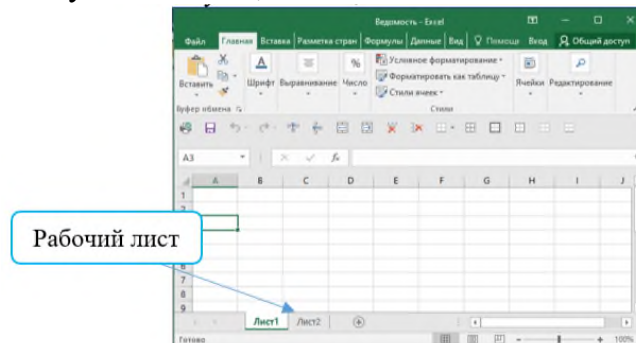 Ведомость - Excel
Файл Главная Вставка Разметка стран Формулы Данные Вид Помощ Вход Общий доступ
Вставить
Шрифт Выравнивание Число
Условное форматирование
Форматировать как таблицу
Стили ячеек
Ячейки Редактирование
Буфер обмена
Стили
A3
fx
A B C D E F G H I J
1
2
Рабочий лист
6
7
8
9
Лист1 Лист2
Готово
100%